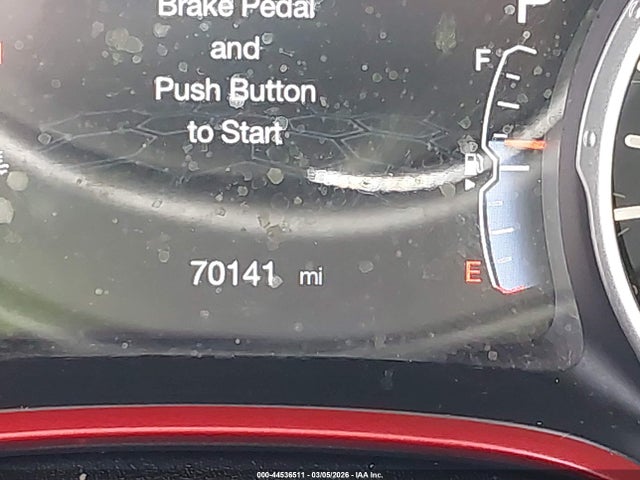 Brake Pedal
P
and
F
Push Button
to Start
70141 mi
E
000-44536511 - 03/05/2026 - IAA Inc.